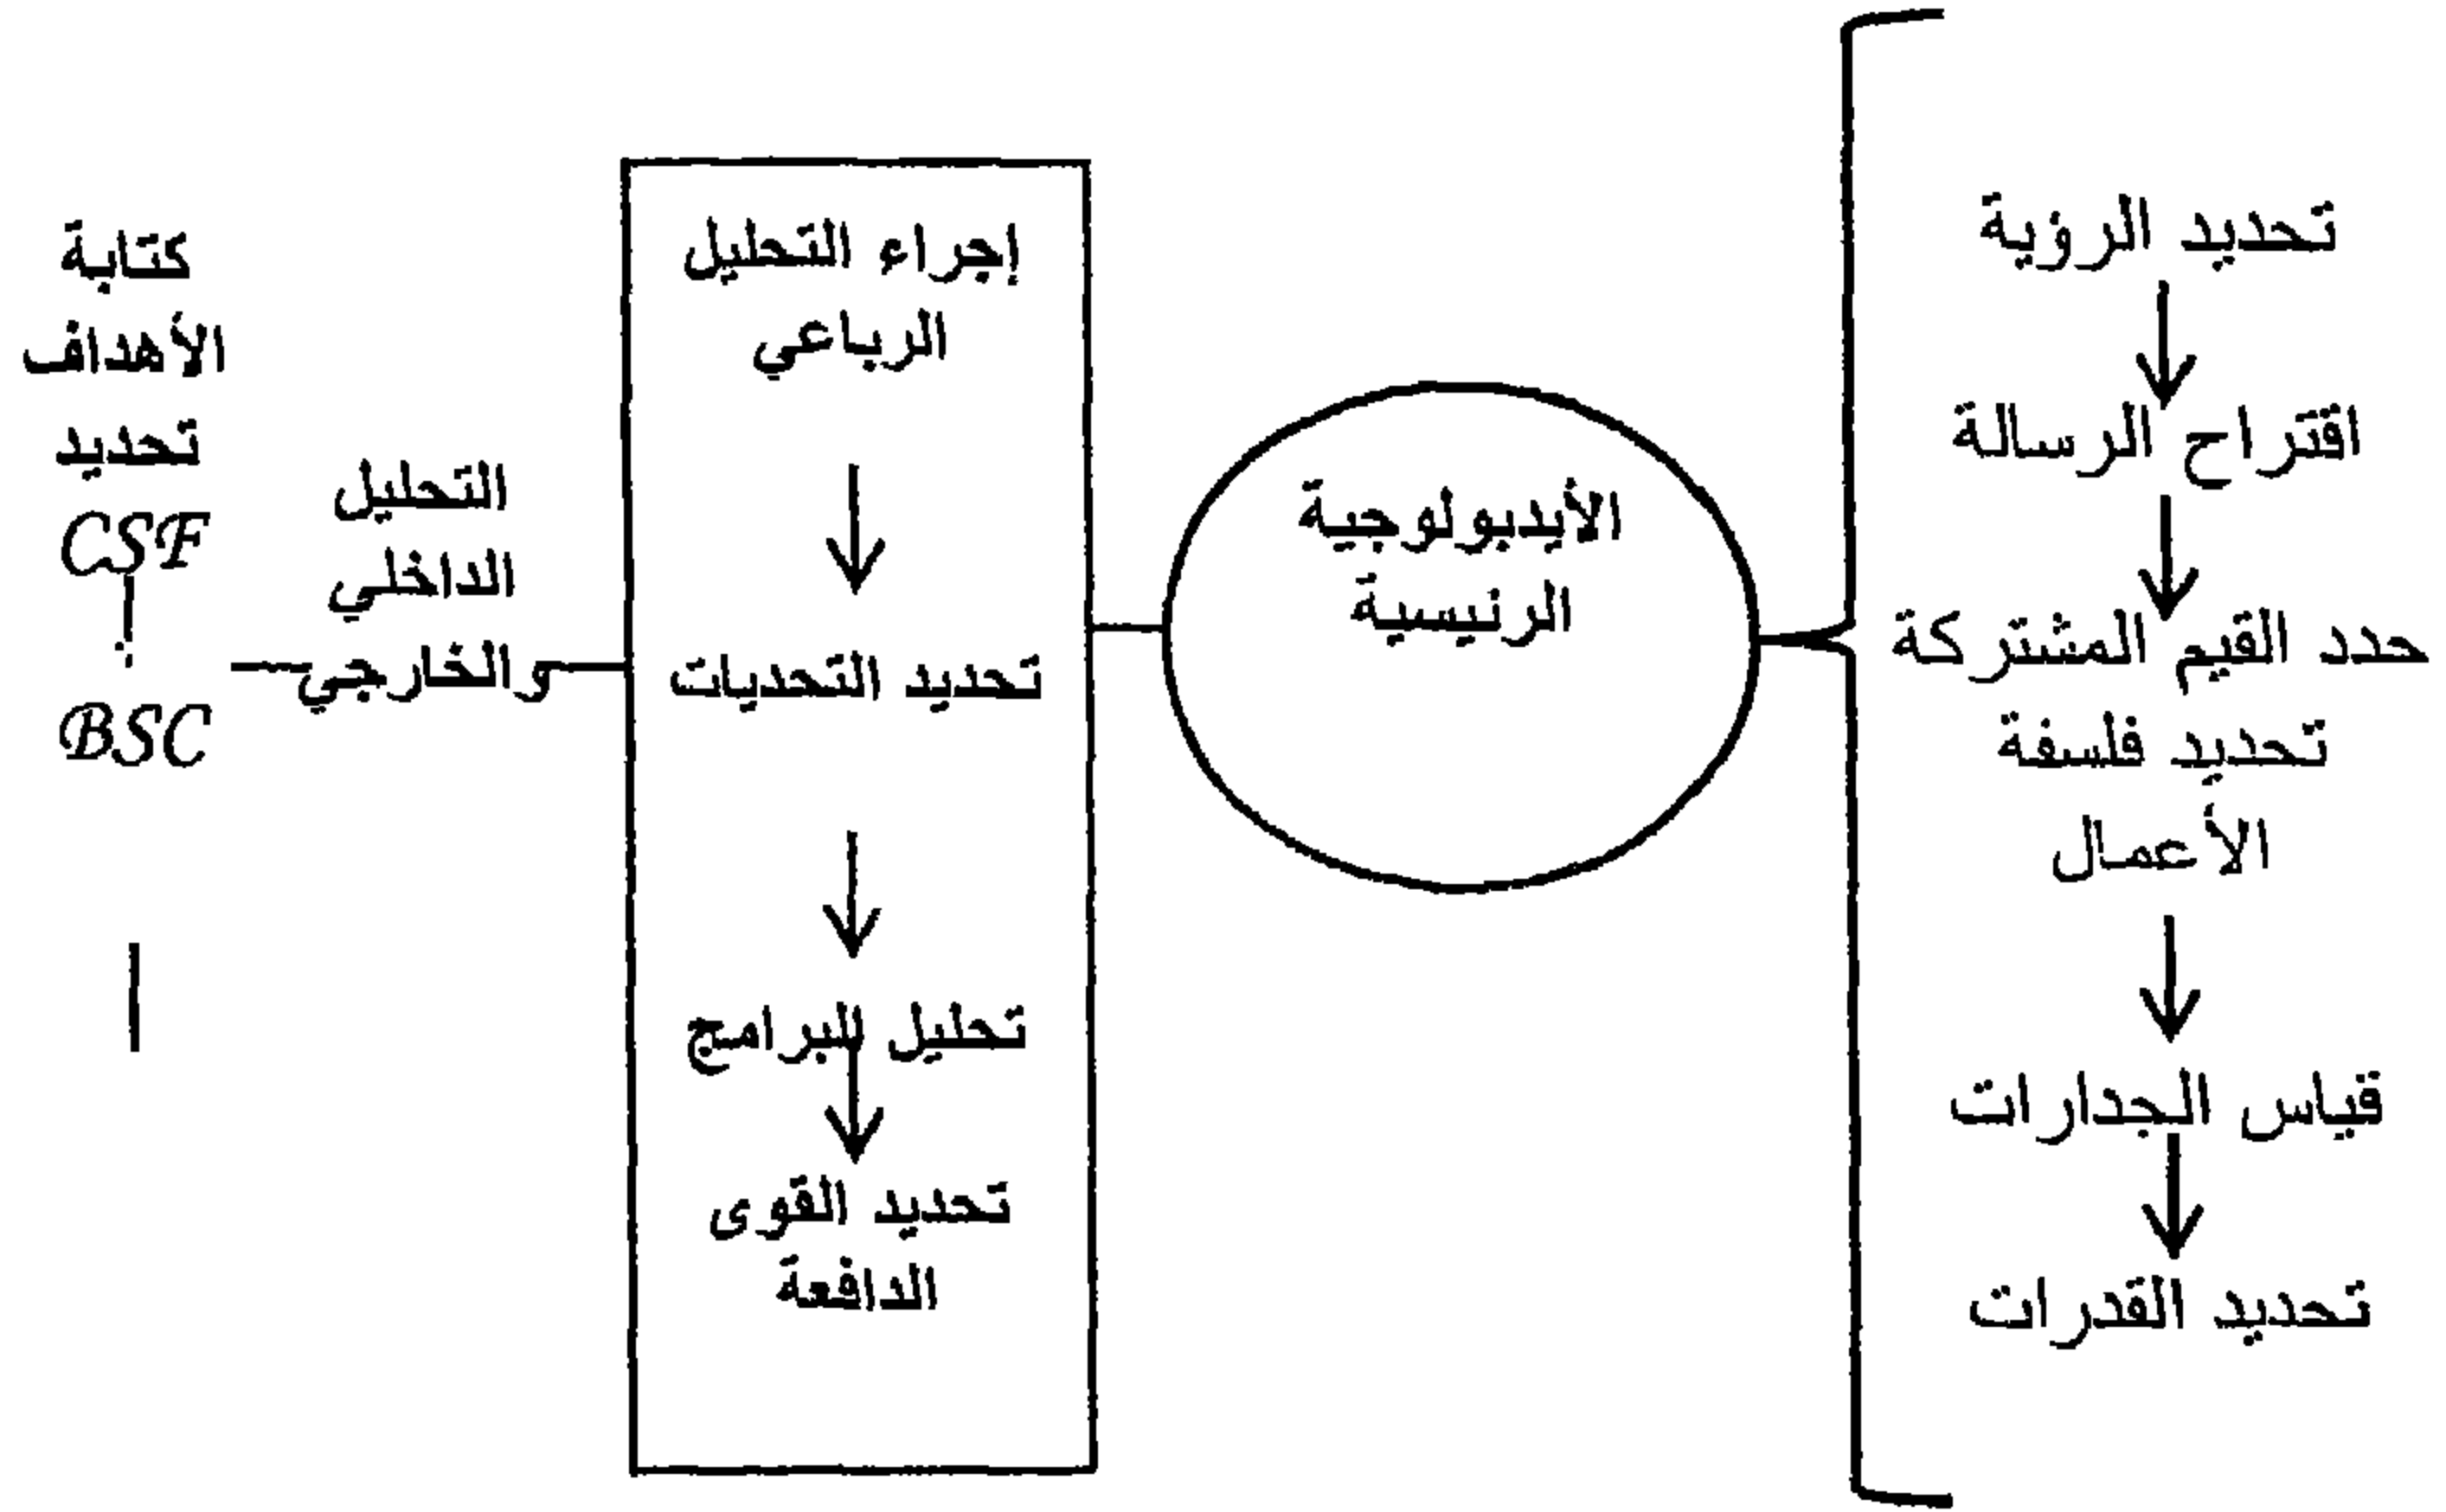 تحديد الرؤية
اقتراح الرسالة
حدد القيم المشتركة
تحديد فلسفة
الأعمال
قياس الجدارات
تحديد القدرات
الأيدبولوجية
الرئيسية
إجراء التحليل
الرباعي
تحديد التحديات
تحليل البرامج
تحديد القوى
الدافعة
التحليل
الداخلي
والخارجي
كتابة
الأهداف
تحديد
CSF
BSC